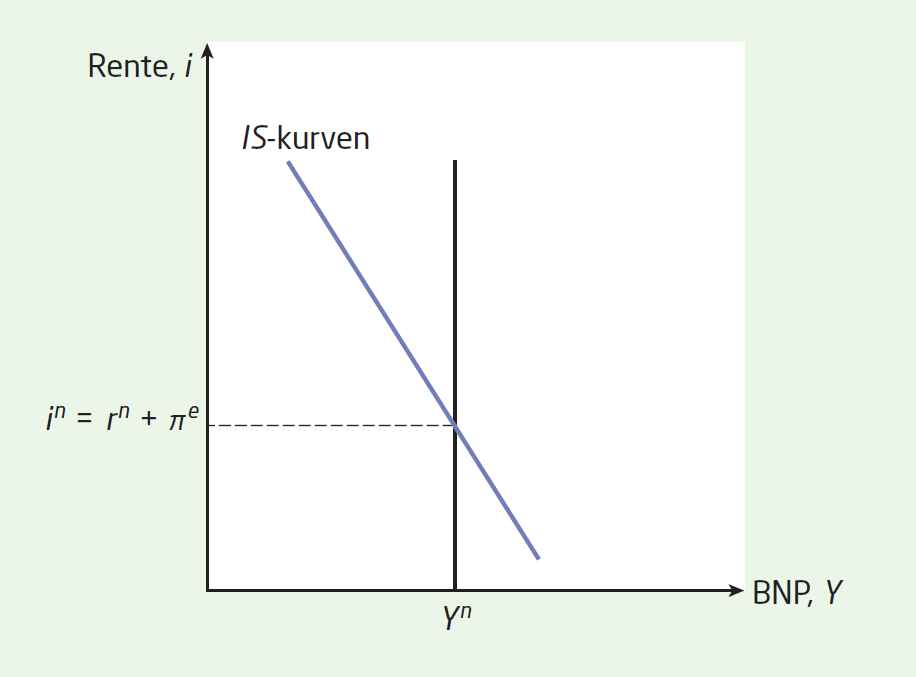 Rente, i
IS-kurven
iⁿ = rⁿ + πᵉ
BNP, Y
Yⁿ